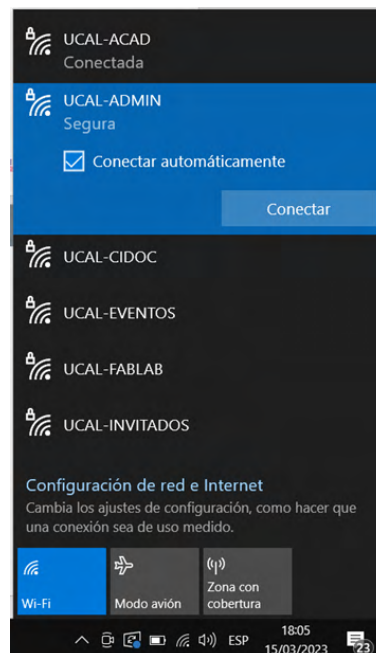 UCAL-ACAD
Conectada
UCAL-ADMIN
Segura
Conectar automáticamente
Conectar
UCAL-CIDOC
UCAL-EVENTOS
UCAL-FABLAB
UCAL-INVITADOS
Configuración de red e Internet
Cambia los ajustes de configuración, como hacer que
una conexión sea de uso medido.
Wi-Fi
Modo avión
Zona con
cobertura
ESP
18:05
15/03/2023
23